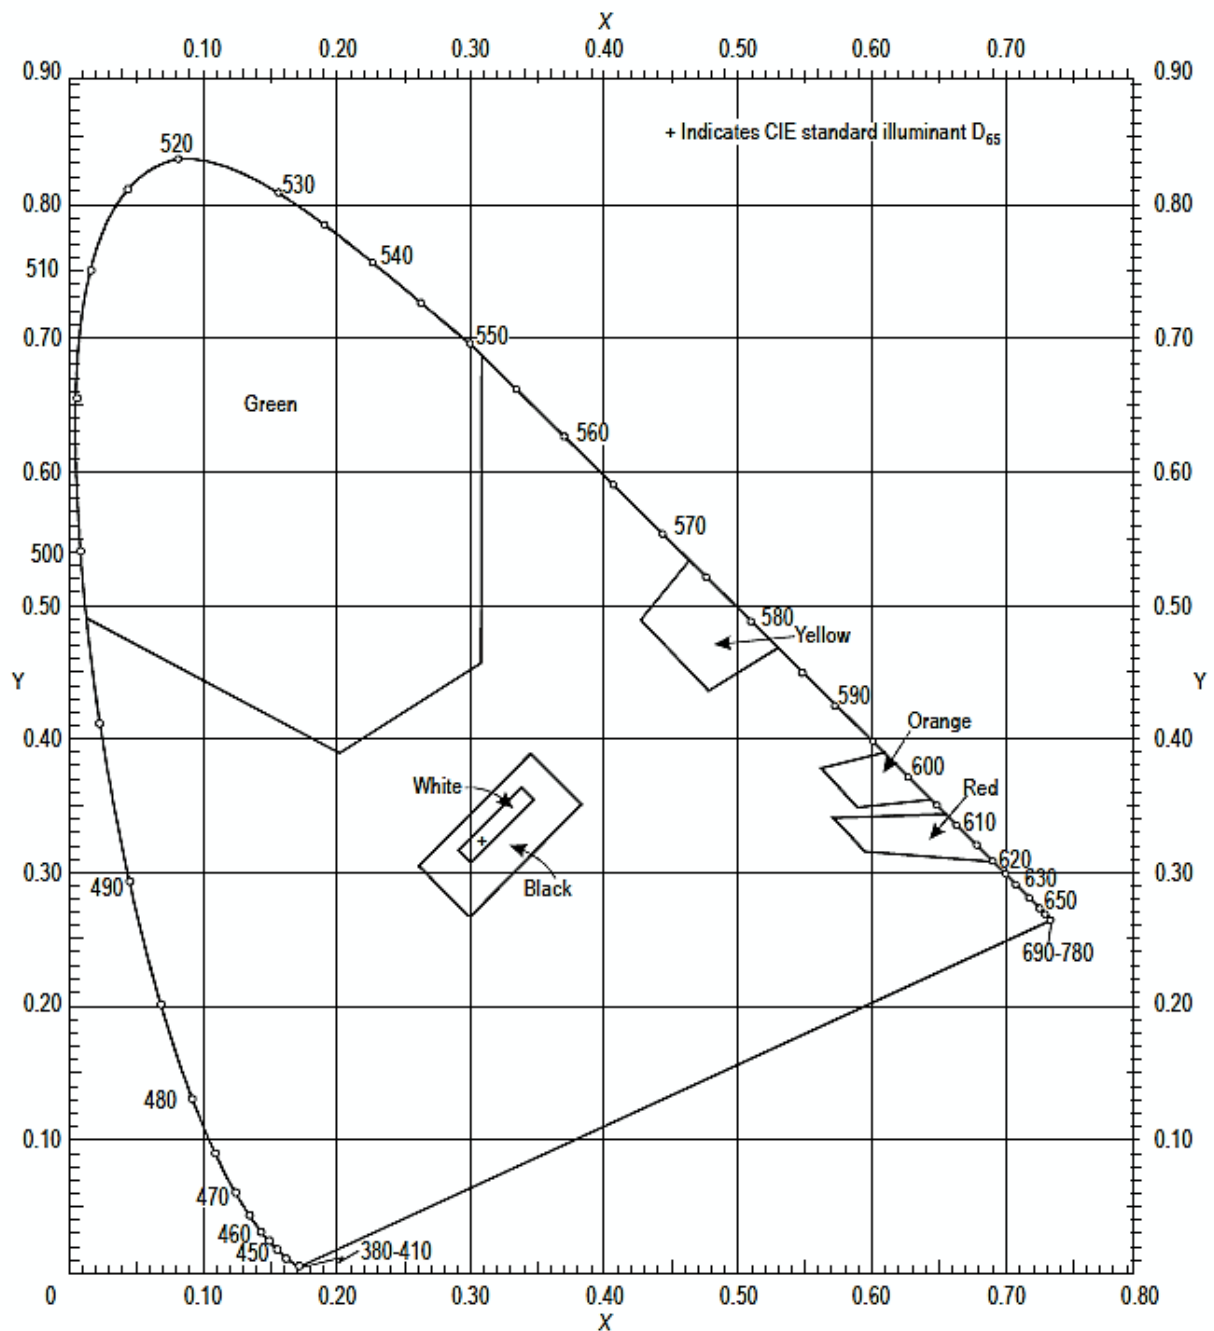 X
0.10 0.20 0.30 0.40 0.50 0.60 0.70
0.90 0.90
+ Indicates CIE standard illuminant D65
520
530
0.80 0.80
540
510
0.70 550 0.70
Green
560
0.60 0.60
570
500
0.50 580 0.50
Yellow
Y Y
590
Orange
0.40 0.40
600
White Red
610
620
0.30 Black 630 0.30
490
650
690-780
0.20 0.20
480
0.10 0.10
470
460
450 380-410
0 0.10 0.20 0.30 0.40 0.50 0.60 0.70 0.80
X